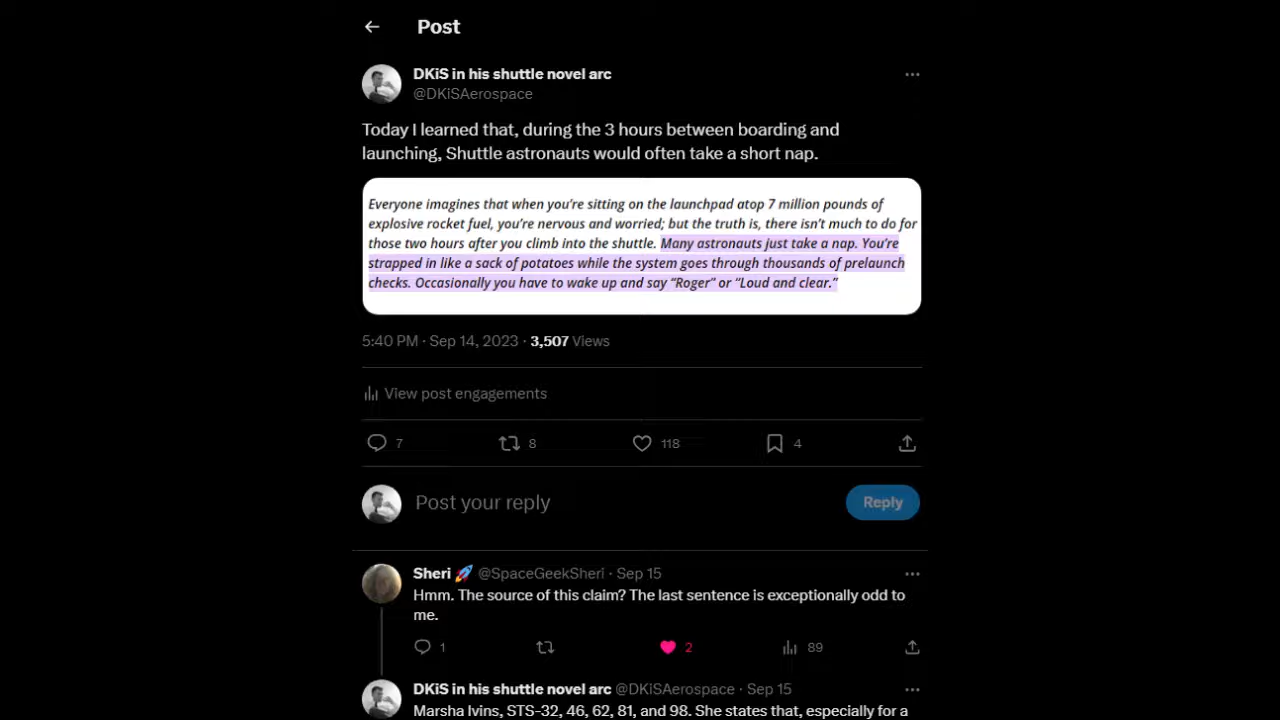 Post
DKiS in his shuttle novel arc
@DKiSAerospace
Today I learned that, during the 3 hours between boarding and
launching, Shuttle astronauts would often take a short nap.
Everyone imagines that when you’re sitting on the launchpad atop 7 million pounds of
explosive rocket fuel, you’re nervous and worried; but the truth is, there isn’t much to do for
those two hours after you climb into the shuttle. Many astronauts just take a nap. You’re
strapped in like a sack of potatoes while the system goes through thousands of prelaunch
checks. Occasionally you have to wake up and say “Roger” or “Loud and clear.”
5:40 PM · Sep 14, 2023 · 3,507 Views
View post engagements
7 8 118 4
Post your reply Reply
Sheri 🚀 @SpaceGeekSheri · Sep 15
Hmm. The source of this claim? The last sentence is exceptionally odd to
me.
1 2 89
DKiS in his shuttle novel arc @DKiSAerospace · Sep 15
Marsha Ivins, STS-32, 46, 62, 81, and 98. She states that, especially for a